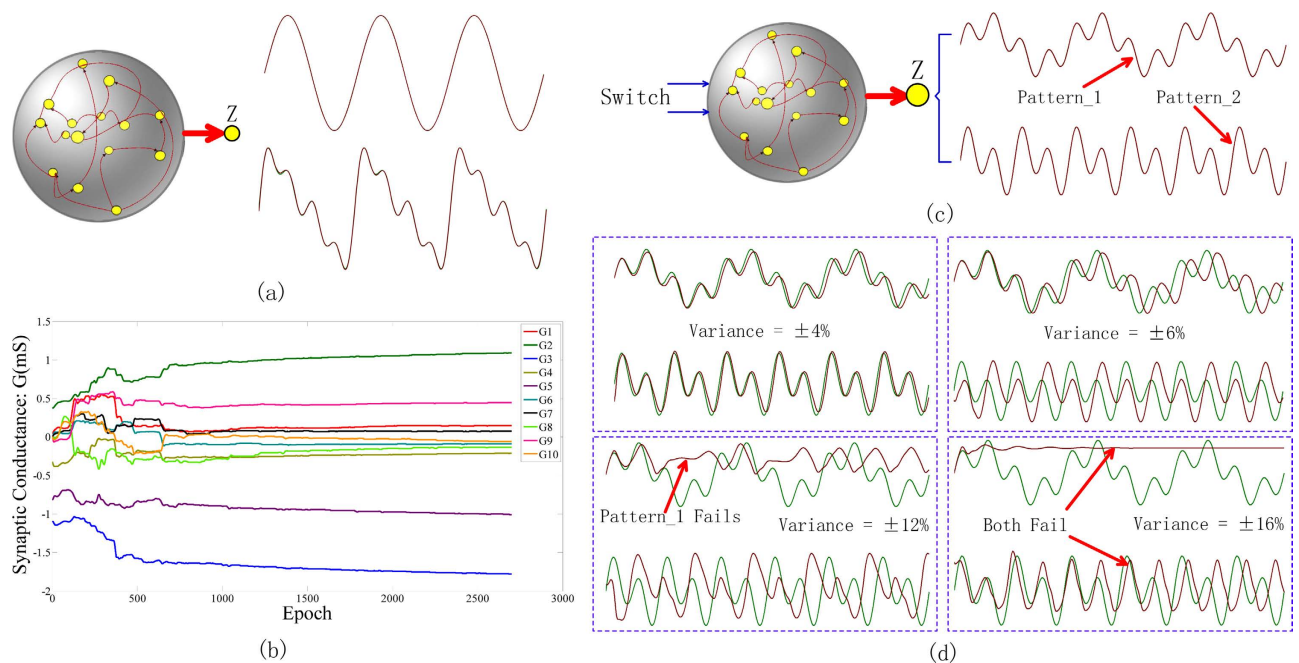 Z
(a)
Switch
Z
Pattern_1
Pattern_2
(c)
Synaptic Conductance: G(mS)
1.5
1
0.5
0
-0.5
-1
-1.5
-2
0
500
1000
1500
2000
2500
3000
Epoch
G1
G2
G3
G4
G5
G6
G7
G8
G9
G10
(b)
Variance = ±4%
Variance = ±6%
Pattern_1 Fails
Variance = ±12%
Both Fail
Variance = ±16%
(d)